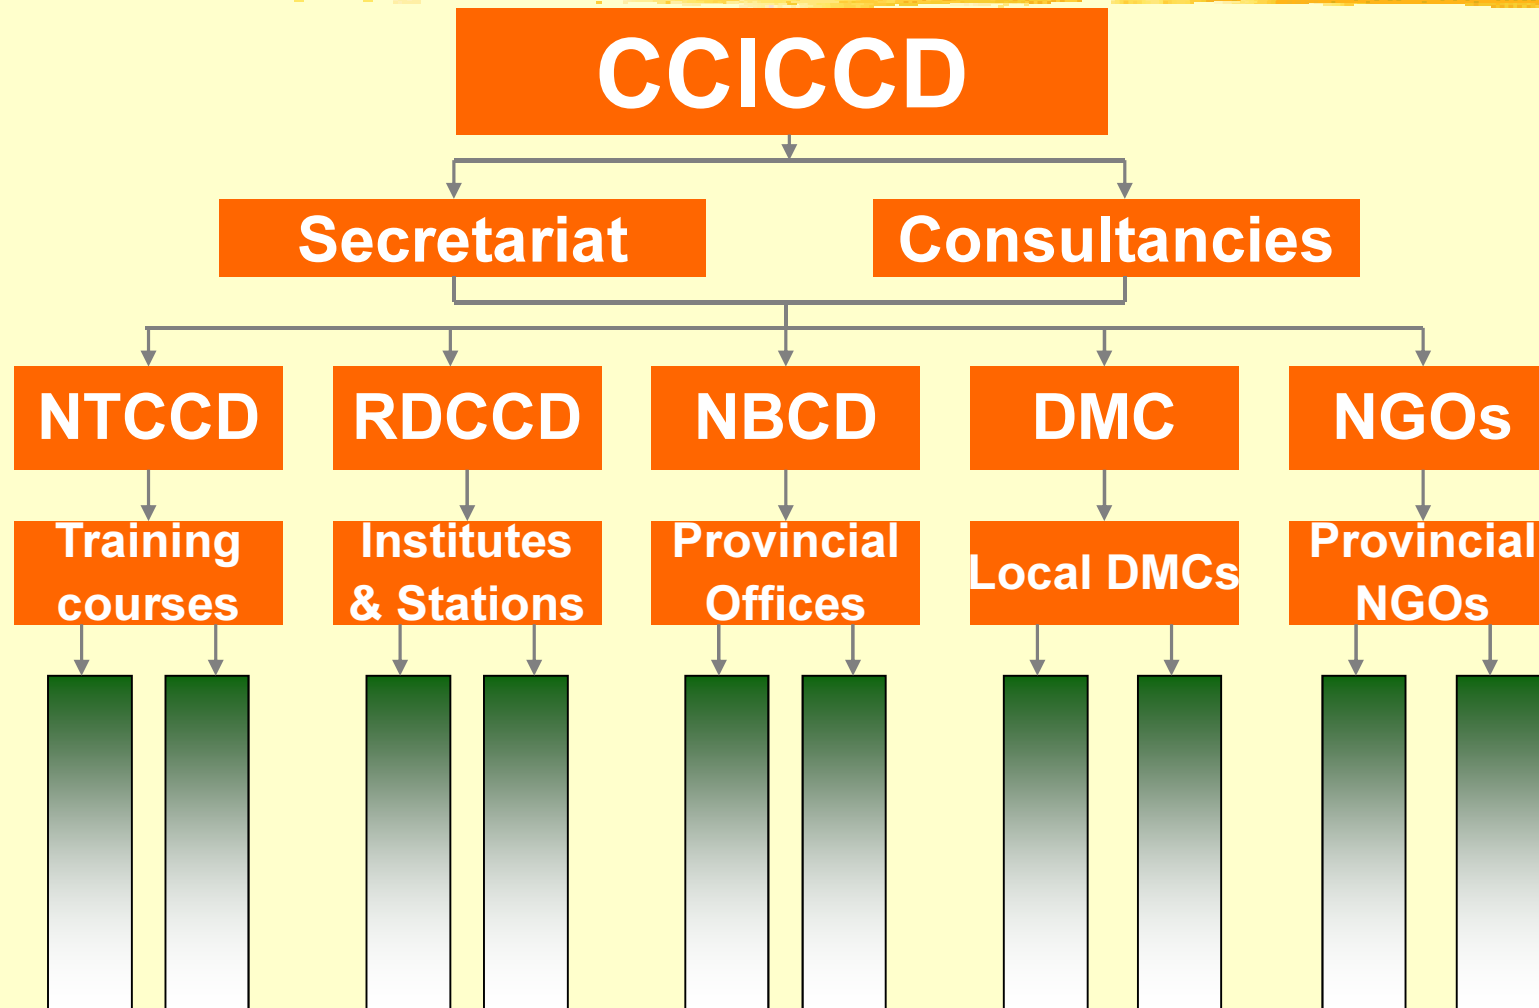 CCICCD
Secretariat
Consultancies
NTCCD
RDCCD
NBCD
DMC
NGOs
Training
courses
Institutes
& Stations
Provincial
Offices
Local DMCs
Provincial
NGOs